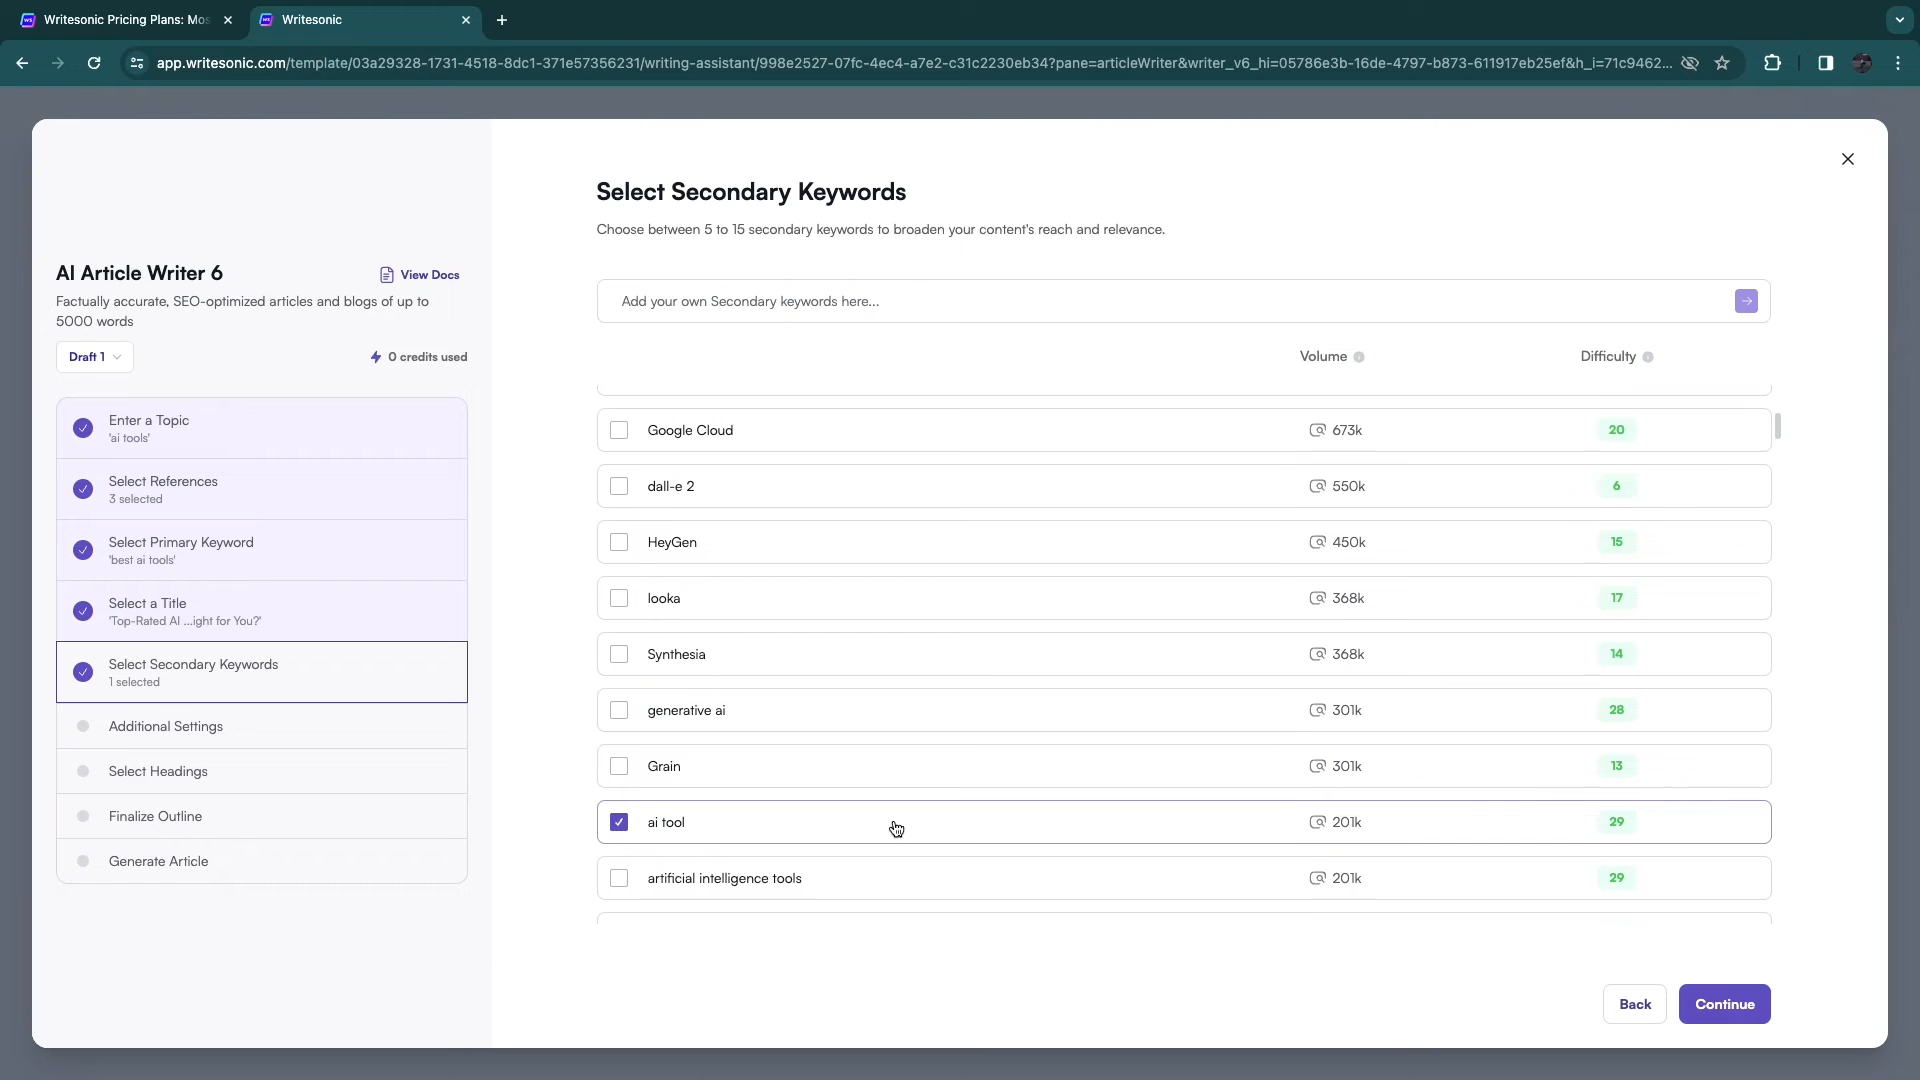 Writesonic Pricing Plans: Mos
Writesonic
app.writesonic.com/template/03a29328-1731-4518-8dc1-371e57356231/writing-assistant/998e2527-07fc-4ec4-a7e2-c31c2230eb34?pane=articleWriter&writer_v6_hi=05786e3b-16de-4797-b873-611917eb25ef&h_i=71c9462...
AI Article Writer 6
View Docs
Factually accurate, SEO-optimized articles and blogs of up to
5000 words
Draft 1
0 credits used
Enter a Topic
'ai tools'
Select References
3 selected
Select Primary Keyword
'best ai tools'
Select a Title
'Top-Rated AI ...ight for You?'
Select Secondary Keywords
1 selected
Additional Settings
Select Headings
Finalize Outline
Generate Article
Select Secondary Keywords
Choose between 5 to 15 secondary keywords to broaden your content's reach and relevance.
Add your own Secondary keywords here...
Volume Difficulty
Google Cloud 673k 20
dall-e 2 550k 6
HeyGen 450k 15
looka 368k 17
Synthesia 368k 14
generative ai 301k 28
Grain 301k 13
ai tool 201k 29
artificial intelligence tools 201k 29
Back Continue